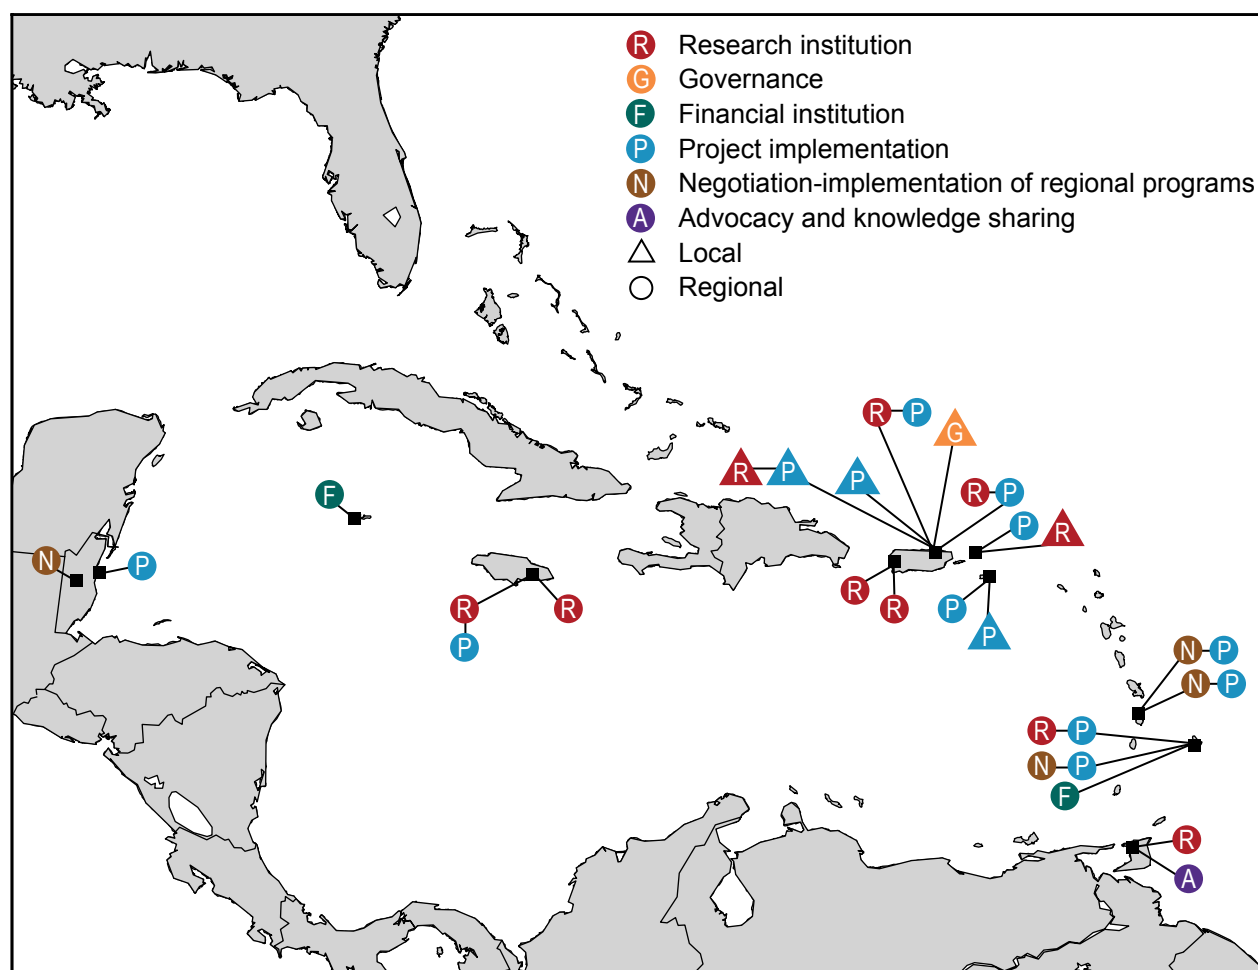 R Research institution
G Governance
F Financial institution
P Project implementation
N Negotiation-implementation of regional programs
A Advocacy and knowledge sharing
Local
Regional
R P
G
R P
P
F
R P
P
R
N
P
R
R
R
R
P
P
P
N P
N P
R P
N P
F
R
A